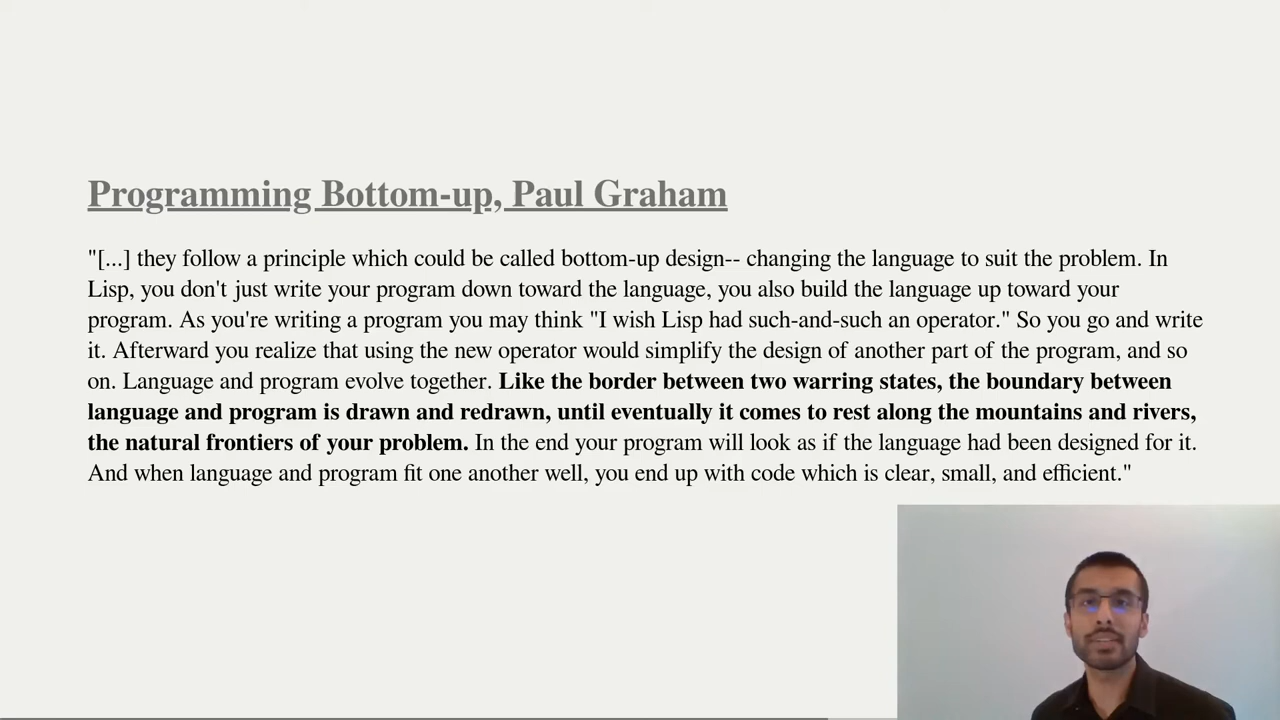 Programming Bottom-up, Paul Graham
"[...] they follow a principle which could be called bottom-up design-- changing the language to suit the problem. In
Lisp, you don't just write your program down toward the language, you also build the language up toward your
program. As you're writing a program you may think "I wish Lisp had such-and-such an operator." So you go and write
it. Afterward you realize that using the new operator would simplify the design of another part of the program, and so
on. Language and program evolve together. Like the border between two warring states, the boundary between
language and program is drawn and redrawn, until eventually it comes to rest along the mountains and rivers,
the natural frontiers of your problem. In the end your program will look as if the language had been designed for it.
And when language and program fit one another well, you end up with code which is clear, small, and efficient."